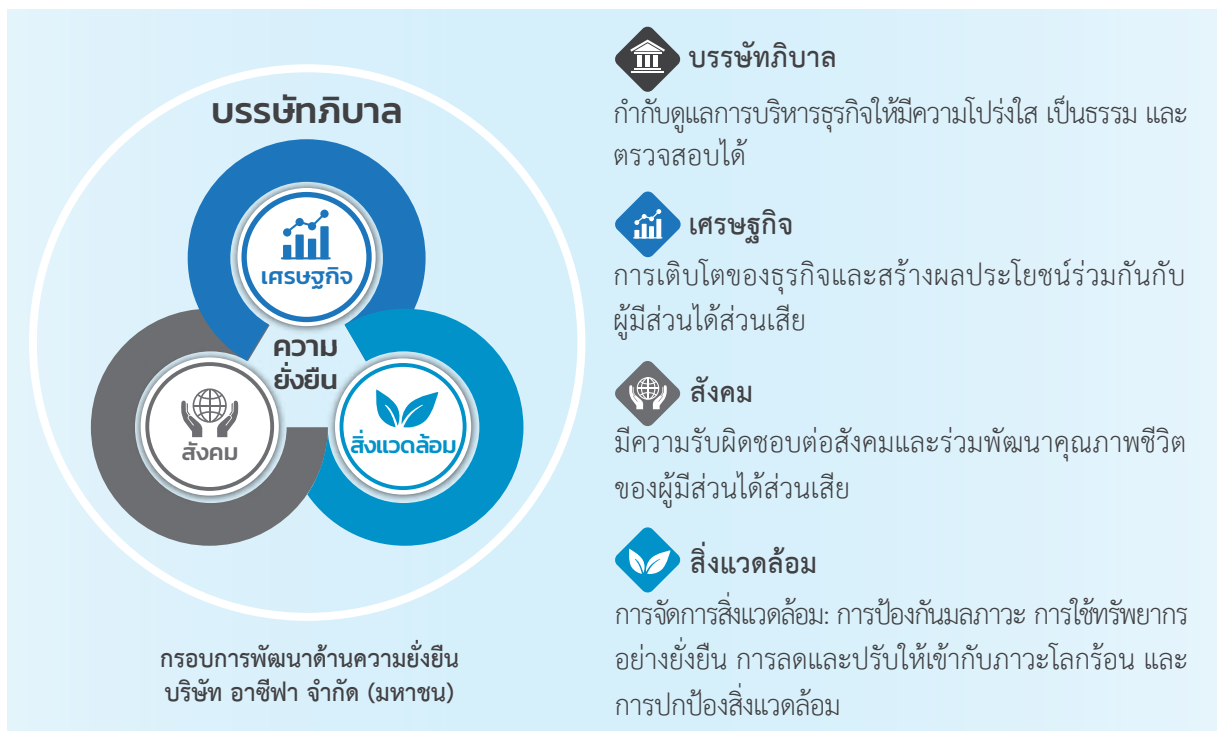 บรรษัทภิบาล
เศรษฐกิจ
ความ
ยั่งยืน
สังคม
สิ่งแวดล้อม
กรอบการพัฒนาด้านความยั่งยืน
บริษัท อาซีฟา จำกัด (มหาชน)
บรรษัทภิบาล
กำกับดูแลการบริหารธุรกิจให้มีความโปร่งใส เป็นธรรม และ
ตรวจสอบได้
เศรษฐกิจ
การเติบโตของธุรกิจและสร้างผลประโยชน์ร่วมกันกับ
ผู้มีส่วนได้ส่วนเสีย
สังคม
มีความรับผิดชอบต่อสังคมและร่วมพัฒนาคุณภาพชีวิต
ของผู้มีส่วนได้ส่วนเสีย
สิ่งแวดล้อม
การจัดการสิ่งแวดล้อม: การป้องกันมลภาวะ การใช้ทรัพยากร
อย่างยั่งยืน การลดและปรับให้เข้ากับภาวะโลกร้อน และ
การปกป้องสิ่งแวดล้อม